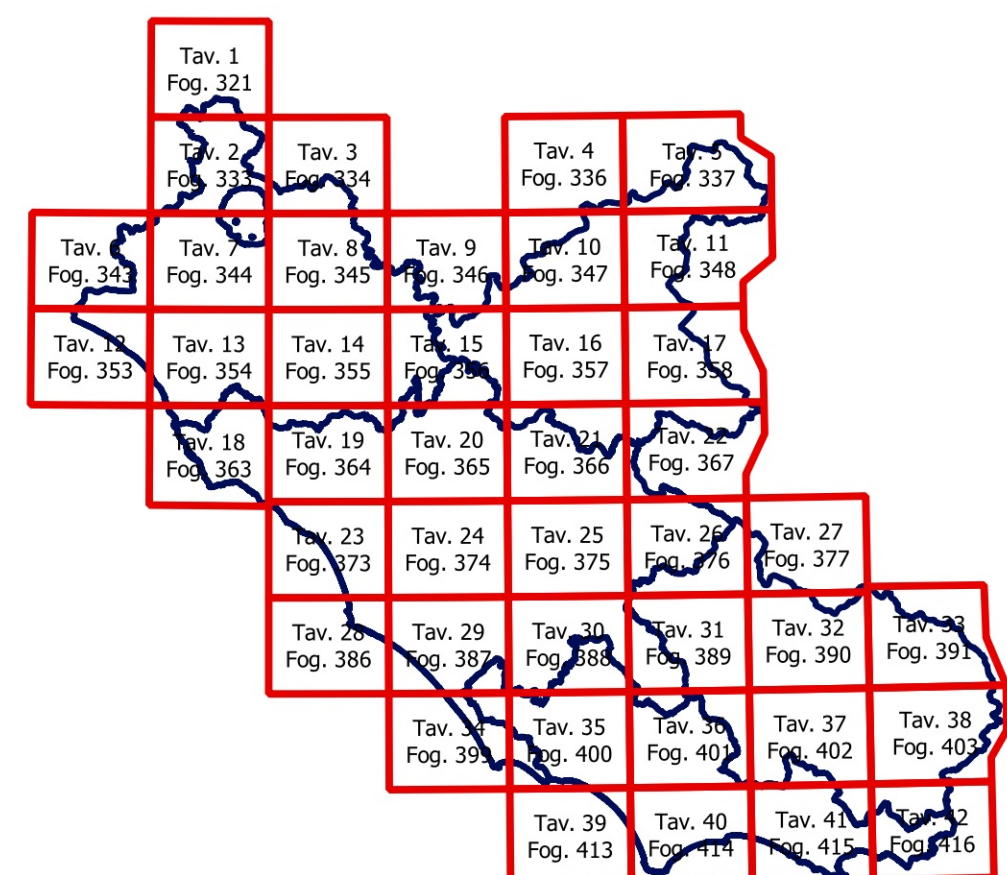 Tav. 1
Fog. 321
Tav. 2
Fog. 333
Tav. 3
Fog. 334
Tav. 4
Fog. 336
Tav. 5
Fog. 337
Tav. 6
Fog. 343
Tav. 7
Fog. 344
Tav. 8
Fog. 345
Tav. 9
Fog. 346
Tav. 10
Fog. 347
Tav. 11
Fog. 348
Tav. 12
Fog. 353
Tav. 13
Fog. 354
Tav. 14
Fog. 355
Tav. 15
Fog. 356
Tav. 16
Fog. 357
Tav. 17
Fog. 358
Tav. 18
Fog. 363
Tav. 19
Fog. 364
Tav. 20
Fog. 365
Tav. 21
Fog. 366
Tav. 22
Fog. 367
Tav. 23
Fog. 373
Tav. 24
Fog. 374
Tav. 25
Fog. 375
Tav. 26
Fog. 376
Tav. 27
Fog. 377
Tav. 28
Fog. 386
Tav. 29
Fog. 387
Tav. 30
Fog. 388
Tav. 31
Fog. 389
Tav. 32
Fog. 390
Tav. 33
Fog. 391
Tav. 34
Fog. 399
Tav. 35
Fog. 400
Tav. 36
Fog. 401
Tav. 37
Fog. 402
Tav. 38
Fog. 403
Tav. 39
Fog. 413
Tav. 40
Fog. 414
Tav. 41
Fog. 415
Tav. 42
Fog. 416